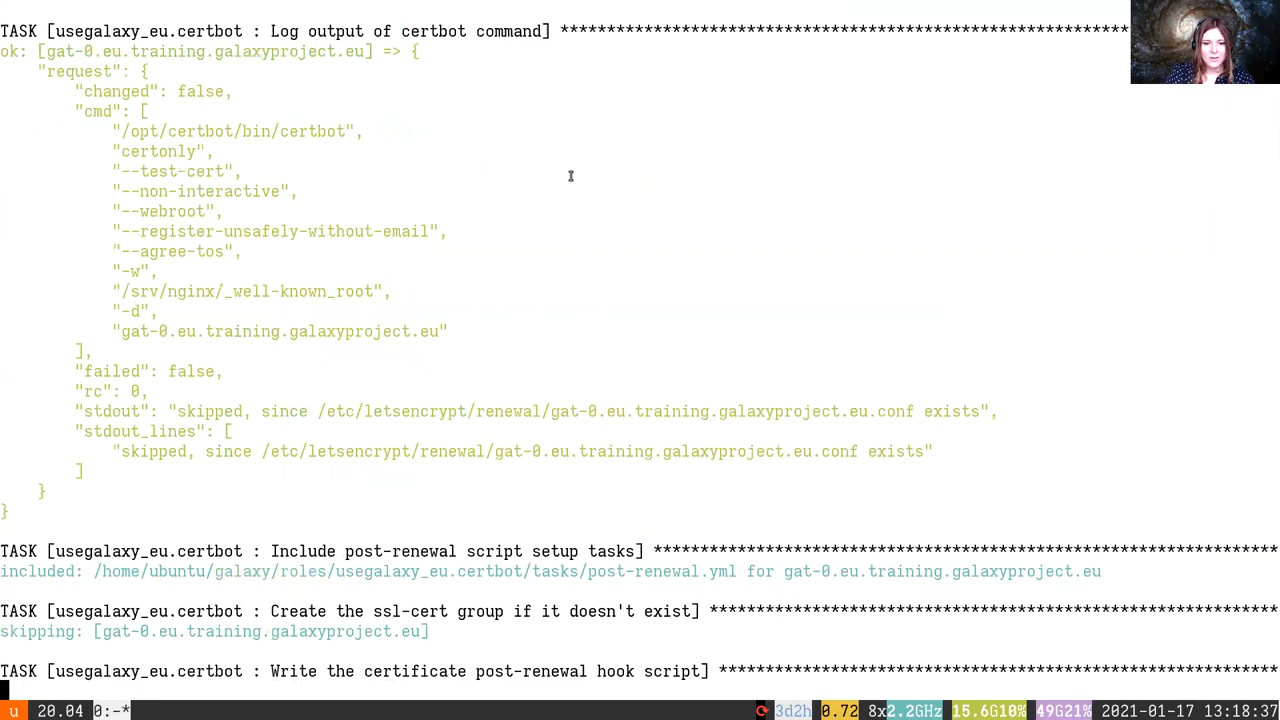 TASK [usegalaxy_eu.certbot : Log output of certbot command] *************************************************************
ok: [gat-0.eu.training.galaxyproject.eu] => {
    "request": {
        "changed": false,
        "cmd": [
            "/opt/certbot/bin/certbot",
            "certonly",
            "--test-cert",
            "--non-interactive",
            "--webroot",
            "--register-unsafely-without-email",
            "--agree-tos",
            "-w",
            "/srv/nginx/_well-known_root",
            "-d",
            "gat-0.eu.training.galaxyproject.eu"
        ],
        "failed": false,
        "rc": 0,
        "stdout": "skipped, since /etc/letsencrypt/renewal/gat-0.eu.training.galaxyproject.eu.conf exists",
        "stdout_lines": [
            "skipped, since /etc/letsencrypt/renewal/gat-0.eu.training.galaxyproject.eu.conf exists"
        ]
    }
}
TASK [usegalaxy_eu.certbot : Include post-renewal script setup tasks] *******************************************************************
included: /home/ubuntu/galaxy/roles/usegalaxy_eu.certbot/tasks/post-renewal.yml for gat-0.eu.training.galaxyproject.eu
TASK [usegalaxy_eu.certbot : Create the ssl-cert group if it doesn't exist] *************************************************************
skipping: [gat-0.eu.training.galaxyproject.eu]
TASK [usegalaxy_eu.certbot : Write the certificate post-renewal hook script] ************************************************************
u 20.04 0:-* 3d2h 0.72 8x2.2GHz 15.6G10% 49G21% 2021-01-17 13:18:37